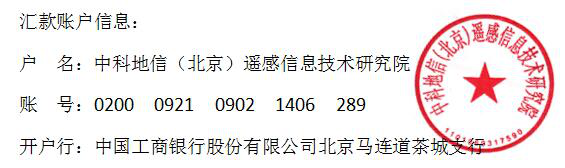 汇款账户信息：
户　名：中科地信（北京）遥感信息技术研究院
账　号：0200　0921　0902　1406　289
开户行：中国工商银行股份有限公司北京马连道茶城支行
中科地信（北京）遥感信息技术研究院